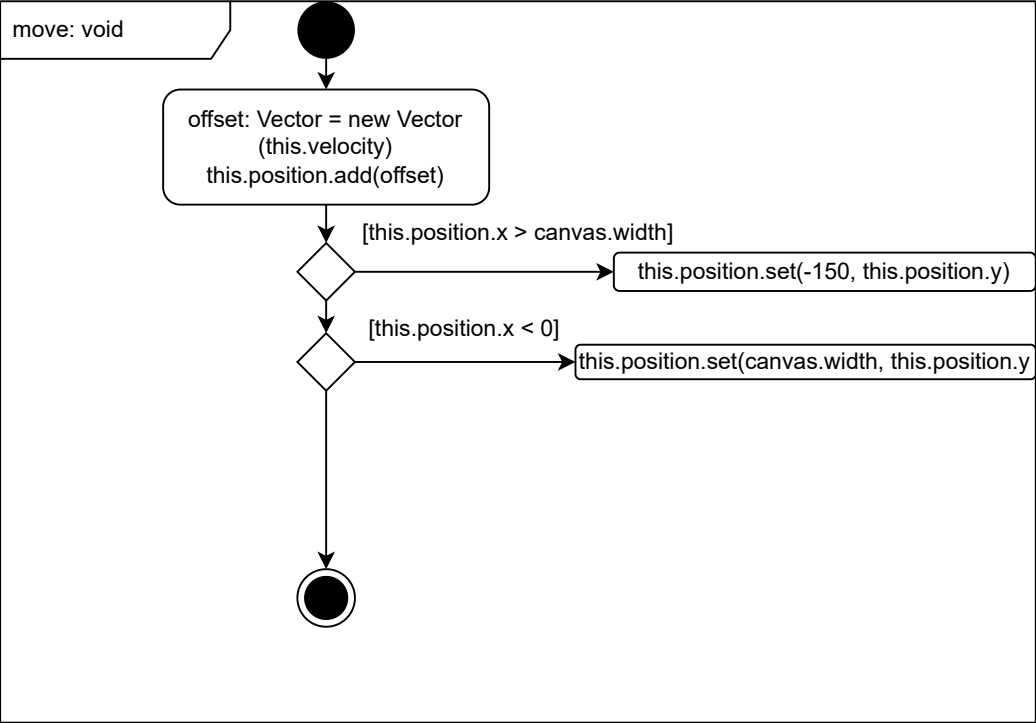 move: void
offset: Vector = new Vector
(this.velocity)
this.position.add(offset)
[this.position.x > canvas.width]
this.position.set(-150, this.position.y)
[this.position.x < 0]
this.position.set(canvas.width, this.position.y